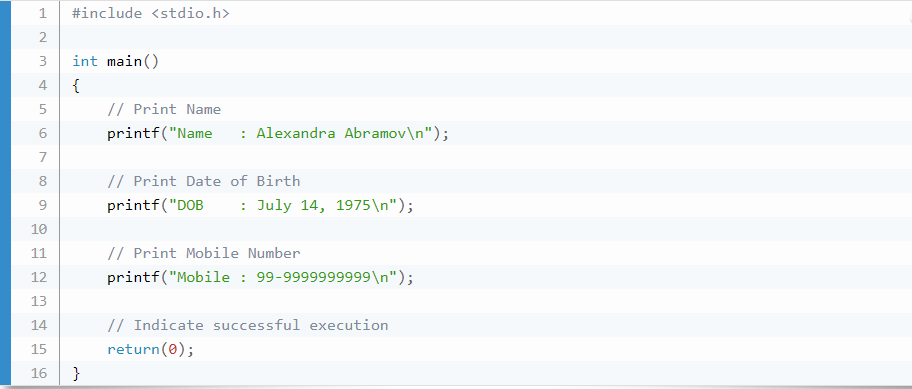 1 #include <stdio.h>
2
3 int main()
4 {
5     // Print Name
6     printf("Name   : Alexandra Abramov\n");
7
8     // Print Date of Birth
9     printf("DOB    : July 14, 1975\n");
10
11     // Print Mobile Number
12     printf("Mobile : 99-9999999999\n");
13
14     // Indicate successful execution
15     return(0);
16 }